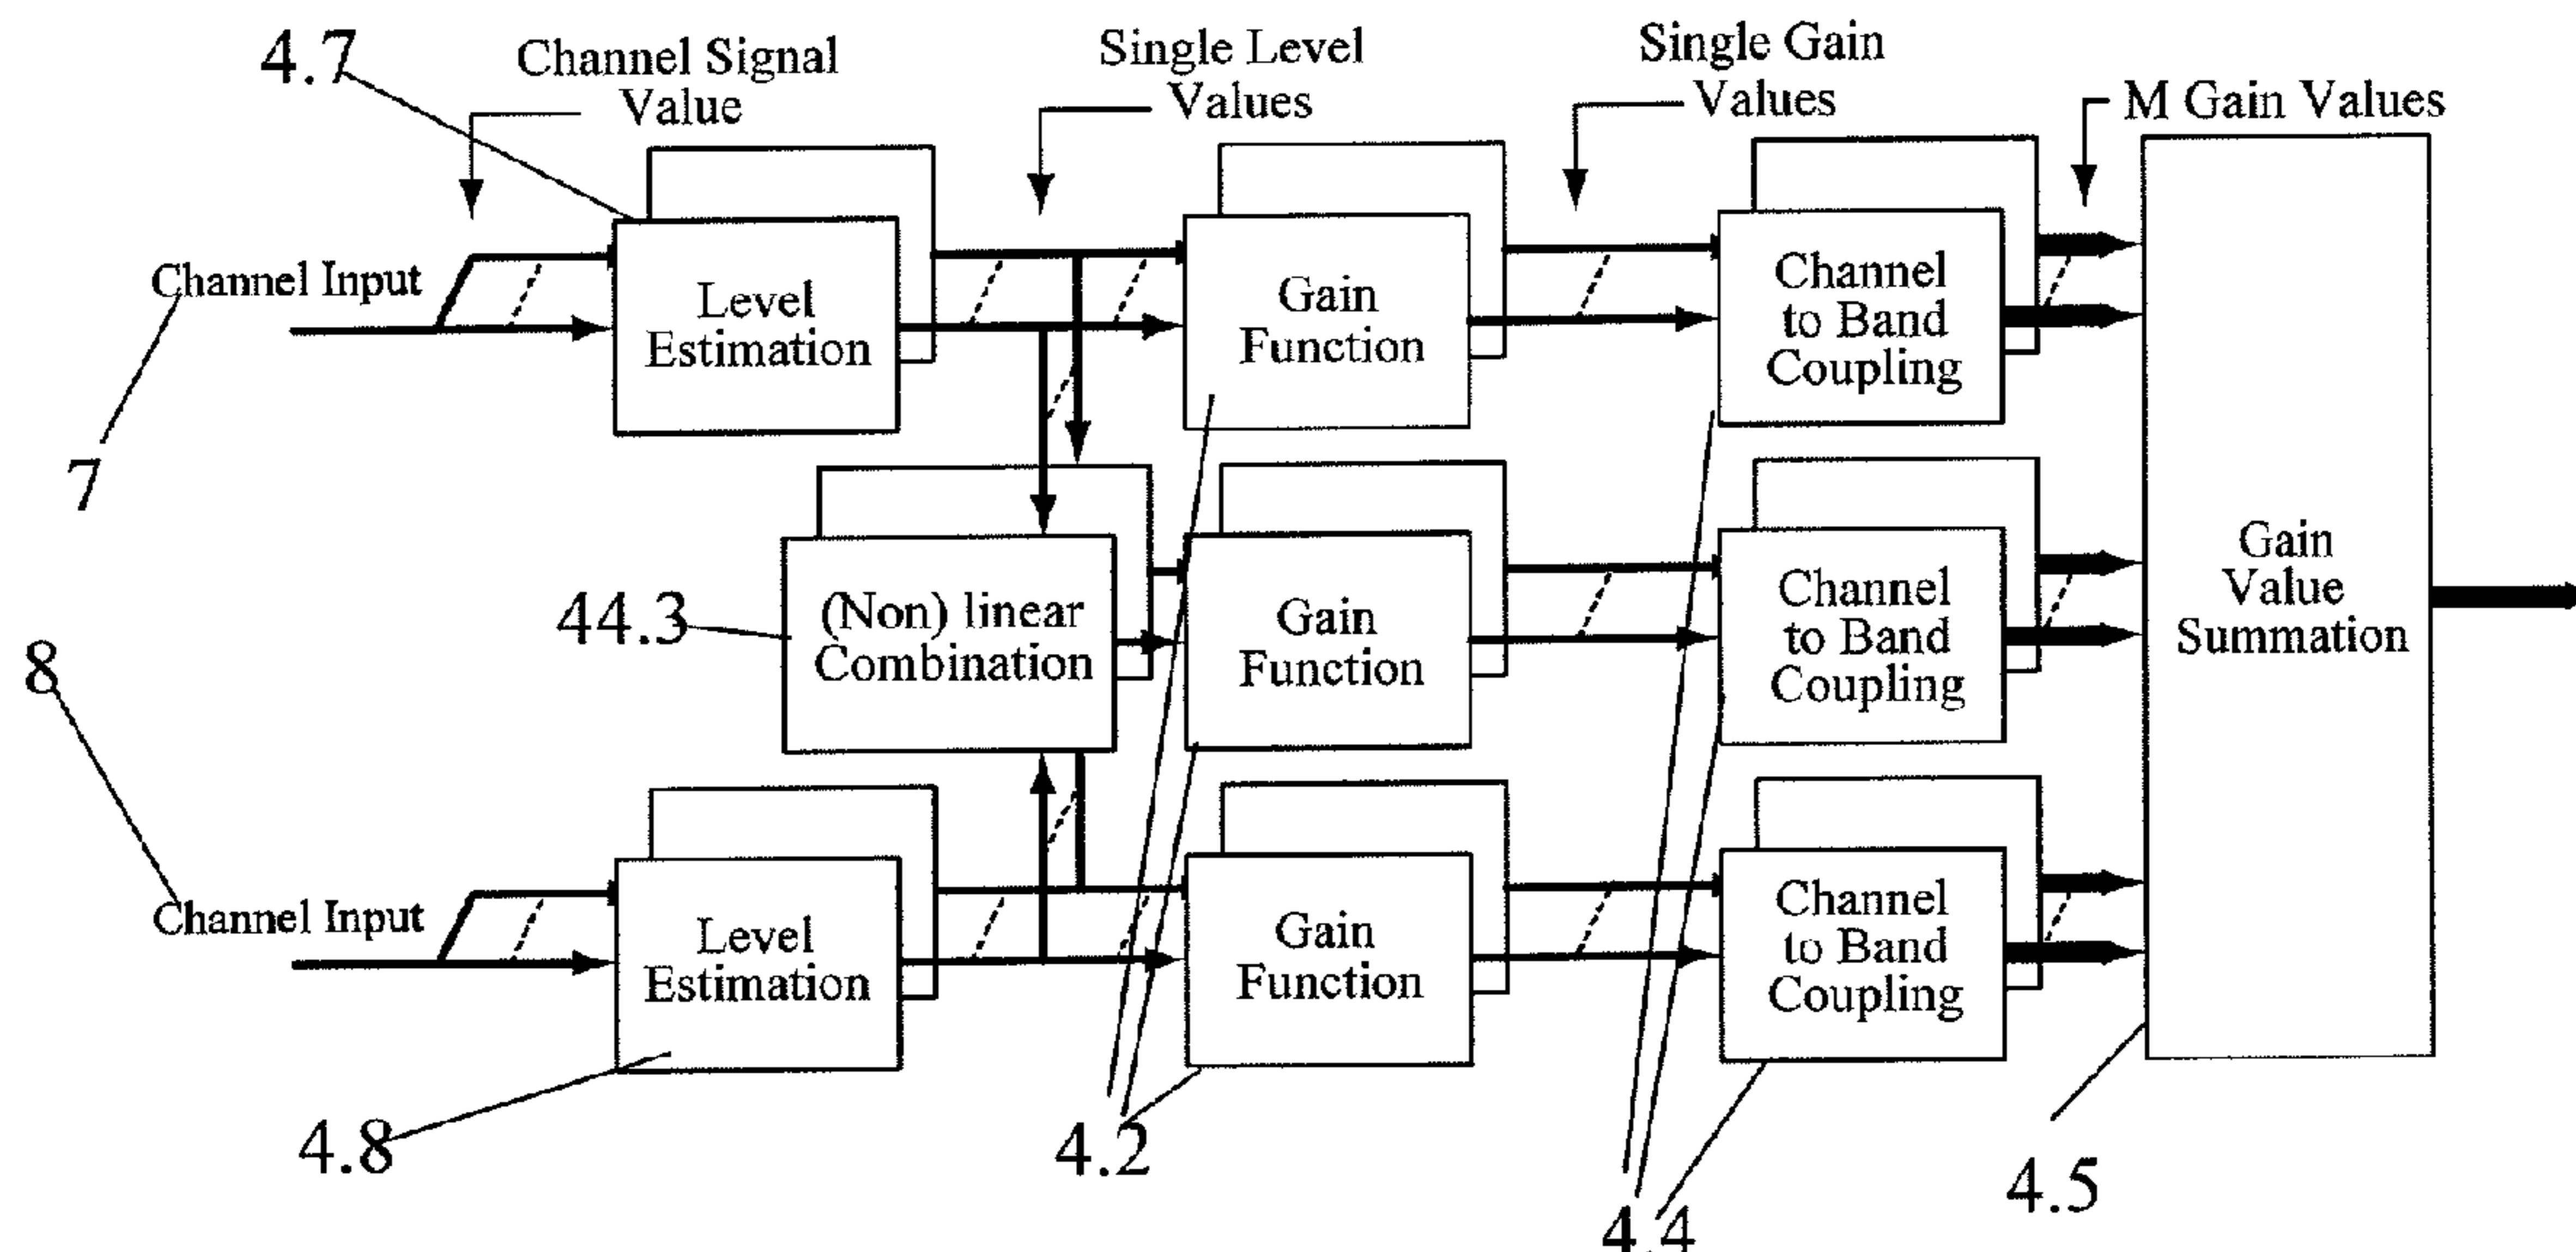 4.7
Channel Signal
Value
Single Level
Values
Single Gain
Values
M Gain Values
Channel Input
7
Level
Estimation
Gain
Function
Channel
to Band
Coupling
44.3
(Non) linear
Combination
Gain
Function
Channel
to Band
Coupling
Gain
Value
Summation
8
Channel Input
Level
Estimation
Gain
Function
Channel
to Band
Coupling
4.8
4.2
4.4
4.5